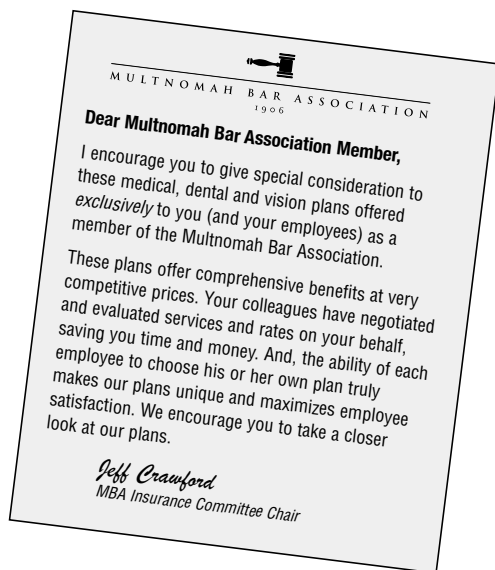 MULTNOMAH BAR ASSOCIATION
1906
Dear Multnomah Bar Association Member,
I encourage you to give special consideration to
these medical, dental and vision plans offered
exclusively to you (and your employees) as a
member of the Multnomah Bar Association.
These plans offer comprehensive benefits at very
competitive prices. Your colleagues have negotiated
and evaluated services and rates on your behalf,
saving you time and money. And, the ability of each
employee to choose his or her own plan truly
makes our plans unique and maximizes employee
satisfaction. We encourage you to take a closer
look at our plans.
Jeff Crawford
MBA Insurance Committee Chair